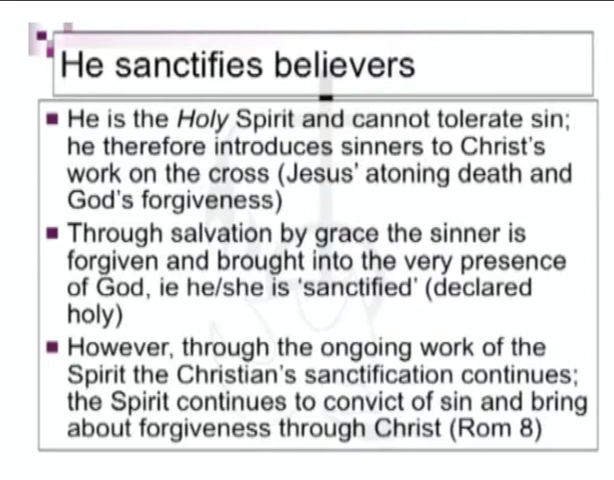 He sanctifies believers
He is the Holy Spirit and cannot tolerate sin;
he therefore introduces sinners to Christ's
work on the cross (Jesus' atoning death and
God's forgiveness)
Through salvation by grace the sinner is
forgiven and brought into the very presence
of God, ie he/she is 'sanctified' (declared
holy)
However, through the ongoing work of the
Spirit the Christian's sanctification continues;
the Spirit continues to convict of sin and bring
about forgiveness through Christ (Rom 8)